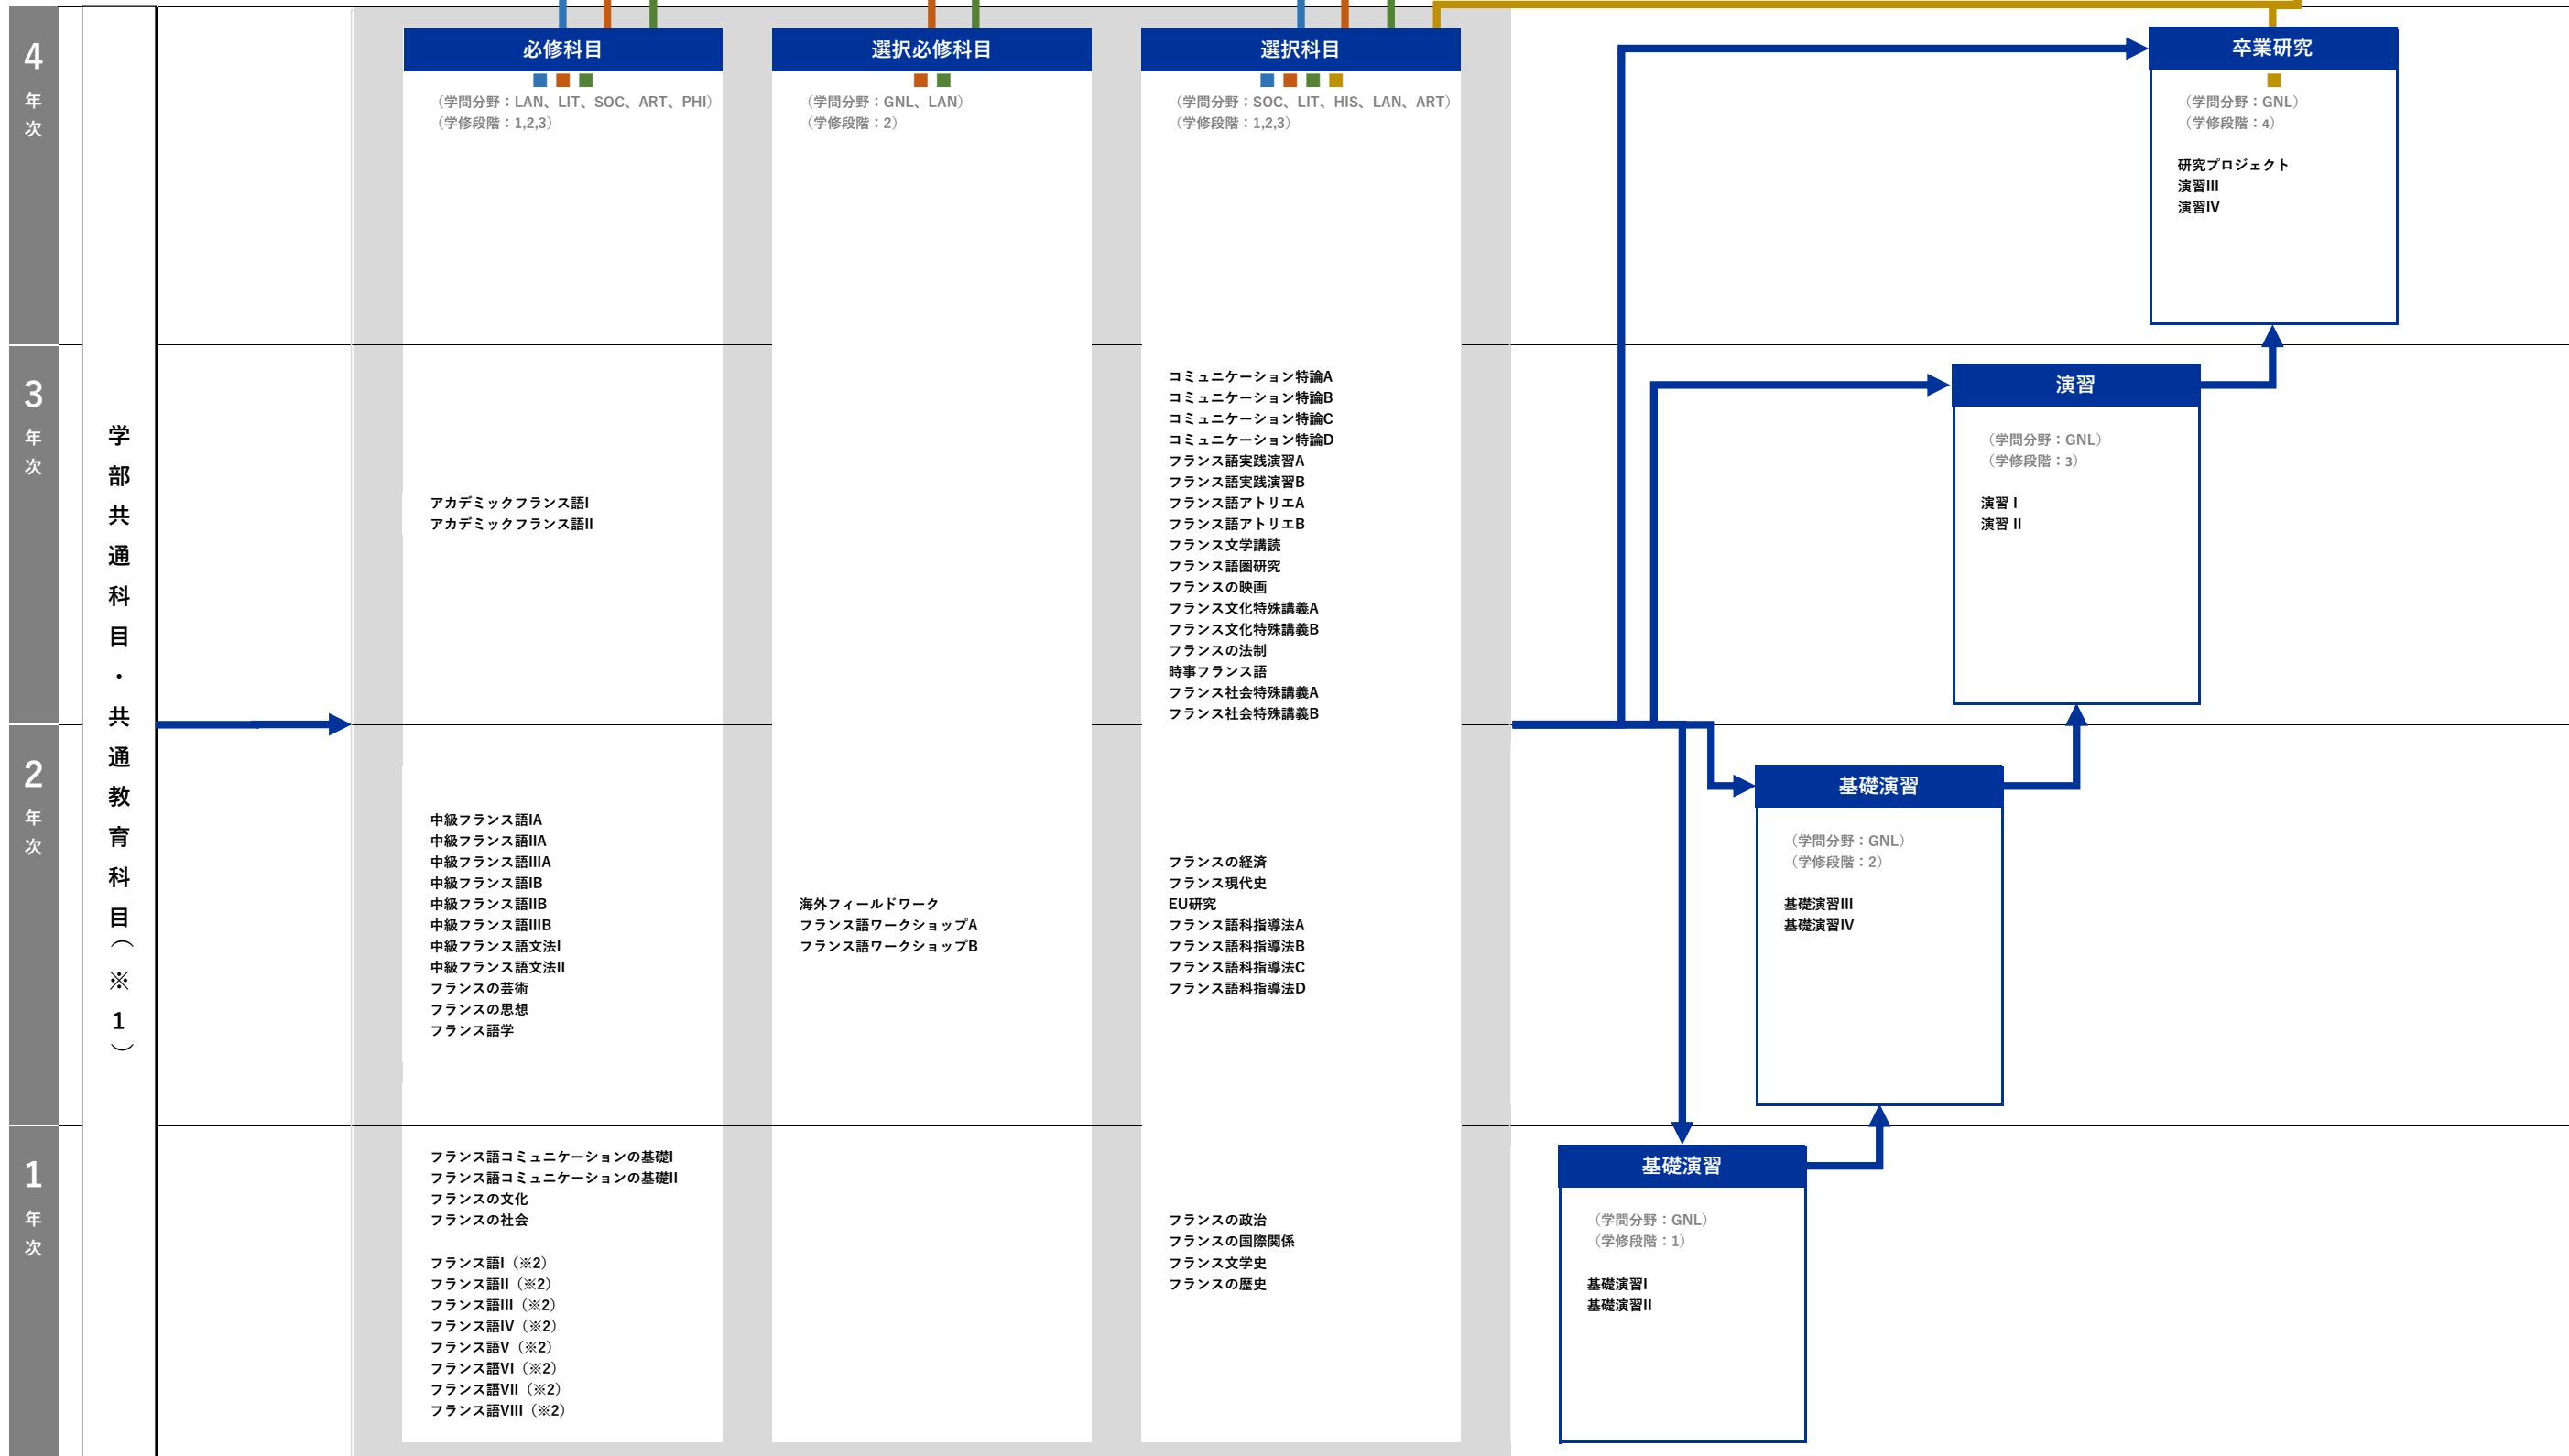 4
年
次
3
年
次
2
年
次
1
年
次
学部共通科目・共通教育科目（※1）
必修科目
（学問分野：LAN、LIT、SOC、ART、PHI）
（学修段階：1,2,3）
アカデミックフランス語I
アカデミックフランス語II
中級フランス語IA
中級フランス語IIA
中級フランス語IIIA
中級フランス語IB
中級フランス語IIB
中級フランス語IIIB
中級フランス語文法I
中級フランス語文法II
フランスの芸術
フランスの思想
フランス語学
フランス語コミュニケーションの基礎I
フランス語コミュニケーションの基礎II
フランスの文化
フランスの社会
フランス語I（※2）
フランス語II（※2）
フランス語III（※2）
フランス語IV（※2）
フランス語V（※2）
フランス語VI（※2）
フランス語VII（※2）
フランス語VIII（※2）
選択必修科目
（学問分野：GNL、LAN）
（学修段階：2）
海外フィールドワーク
フランス語ワークショップA
フランス語ワークショップB
選択科目
（学問分野：SOC、LIT、HIS、LAN、ART）
（学修段階：1,2,3）
コミュニケーション特論A
コミュニケーション特論B
コミュニケーション特論C
コミュニケーション特論D
フランス語実践演習A
フランス語実践演習B
フランス語アトリエA
フランス語アトリエB
フランス文学講読
フランス語圏研究
フランスの映画
フランス文化特殊講義A
フランス文化特殊講義B
フランスの法制
時事フランス語
フランス社会特殊講義A
フランス社会特殊講義B
フランスの経済
フランス現代史
EU研究
フランス語科指導法A
フランス語科指導法B
フランス語科指導法C
フランス語科指導法D
フランスの政治
フランスの国際関係
フランス文学史
フランスの歴史
卒業研究
（学問分野：GNL）
（学修段階：4）
研究プロジェクト
演習III
演習IV
演習
（学問分野：GNL）
（学修段階：3）
演習 I
演習 II
基礎演習
（学問分野：GNL）
（学修段階：2）
基礎演習III
基礎演習IV
基礎演習
（学問分野：GNL）
（学修段階：1）
基礎演習I
基礎演習II